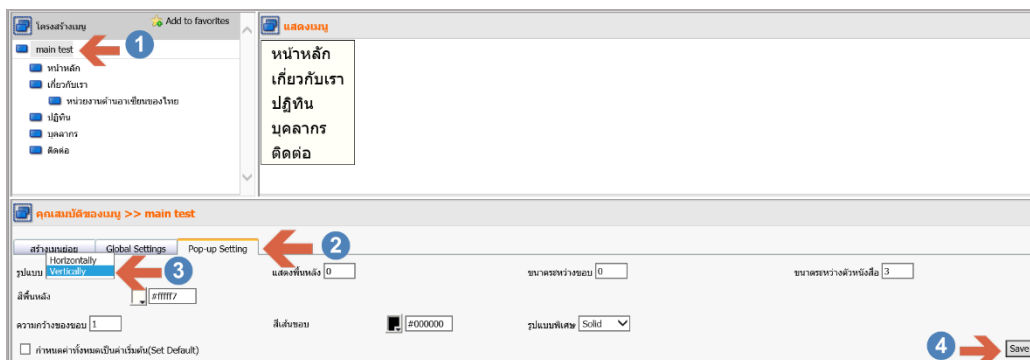 โครงสร้างเมนู Add to favorites
main test 1
หน้าหลัก
เกี่ยวกับเรา
หน่วยงานด้านอาเซียนของไทย
ปฏิทิน
บุคลากร
ติดต่อ
แสดงเมนู
หน้าหลัก
เกี่ยวกับเรา
ปฏิทิน
บุคลากร
ติดต่อ
คุณสมบัติของเมนู >> main test
สร้างเมนูย่อย Global Settings Pop-up Setting 2
Horizontally
รูปแบบ Vertically 3 แสดงพื้นหลัง 0 ขนาดระหว่างขอบ 0 ขนาดระหว่างตัวหนังสือ 3
สีพื้นหลัง #fffff7
ความกว้างของขอบ 1 สีเส้นขอบ #000000 รูปแบบพิเศษ Solid
กำหนดค่าทั้งหมดเป็นค่าเริ่มต้น(Set Default) 4 Save